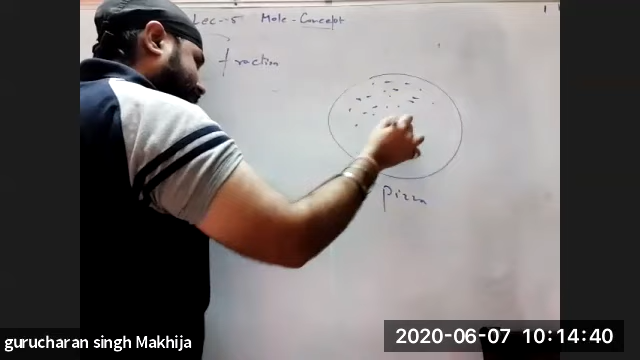 Lec--5 Mole-Concept
fraction
pizza
gurucharan singh Makhija
2020-06-07 10:14:40